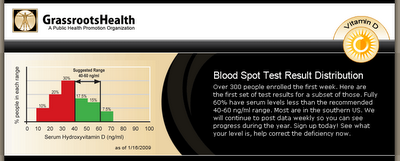 GrassrootsHealth
A Public Health Promotion Organization
Vitamin D
Suggested Range
40-60 ng/ml
% people in each range
10%
20%
30%
17.5%
15%
7.5%
0 10 20 30 40 50 60 70 80 90 100
Serum Hydroxyvitamin D (ng/ml)
as of 1/16/2009
Blood Spot Test Result Distribution
Over 300 people enrolled the first week. Here are
the first set of test results for a subset of those. Fully
60% have serum levels less than the recommended
40-60 ng/ml range. Most are in the southern US. We
will continue to post data weekly so you can see
progress during the year. Sign up today! See what
your level is, help correct the deficiency now.